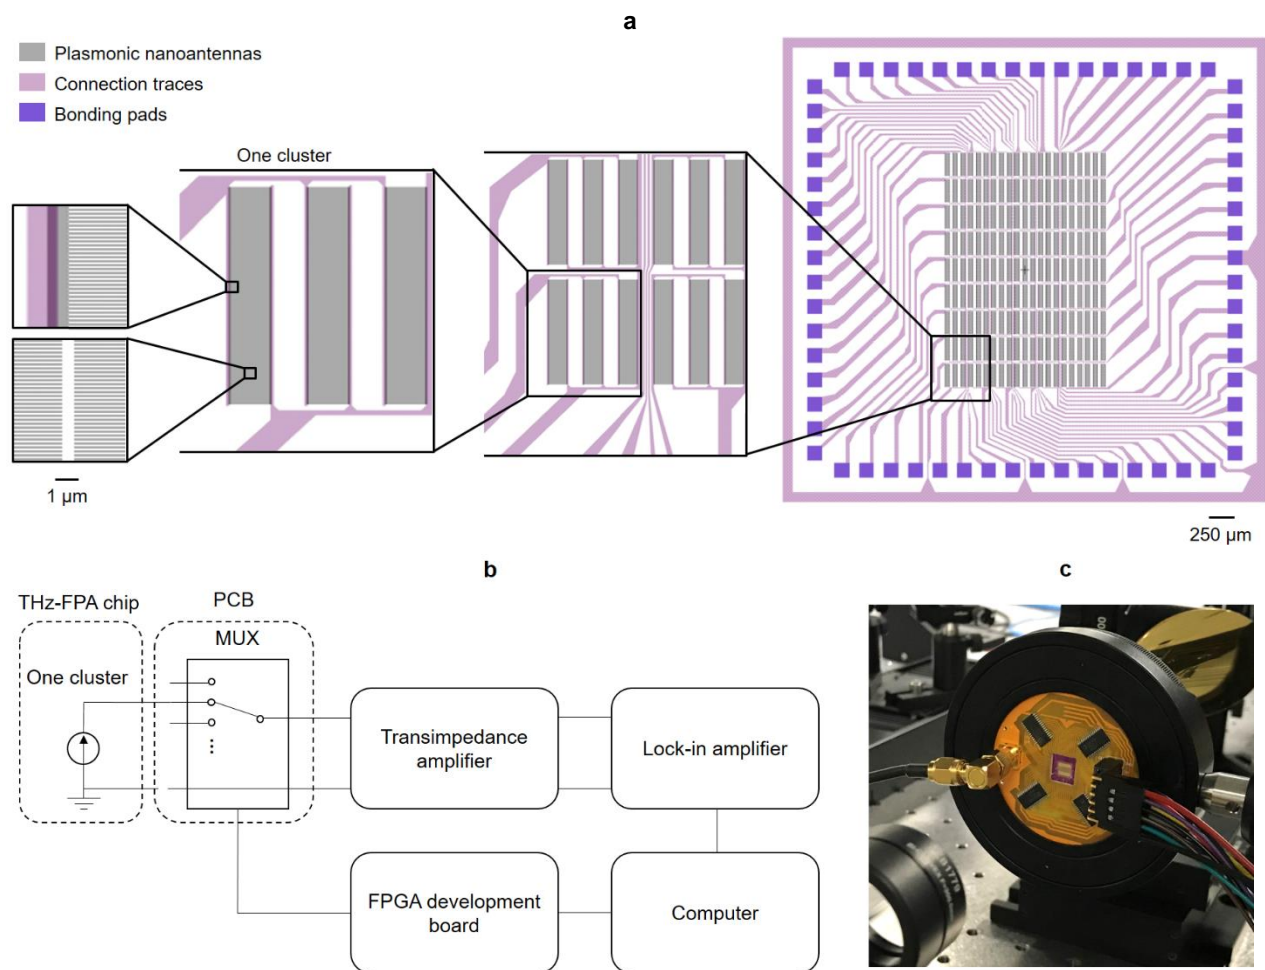 a
Plasmonic nanoantennas
Connection traces
Bonding pads
One cluster
1 µm
250 µm
b
c
THz-FPA chip
PCB
MUX
One cluster
Transimpedance
amplifier
Lock-in amplifier
FPGA development
board
Computer